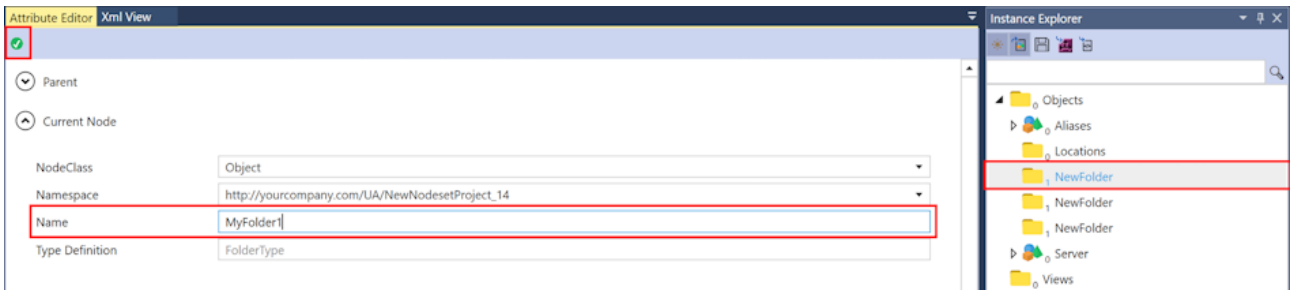 Attribute Editor Xml View
Parent
Current Node
NodeClass Object
Namespace http://yourcompany.com/UA/NewNodesetProject_14
Name MyFolder1
Type Definition FolderType
Instance Explorer
0 Objects
0 Aliases
0 Locations
1 NewFolder
1 NewFolder
1 NewFolder
0 Server
0 Views